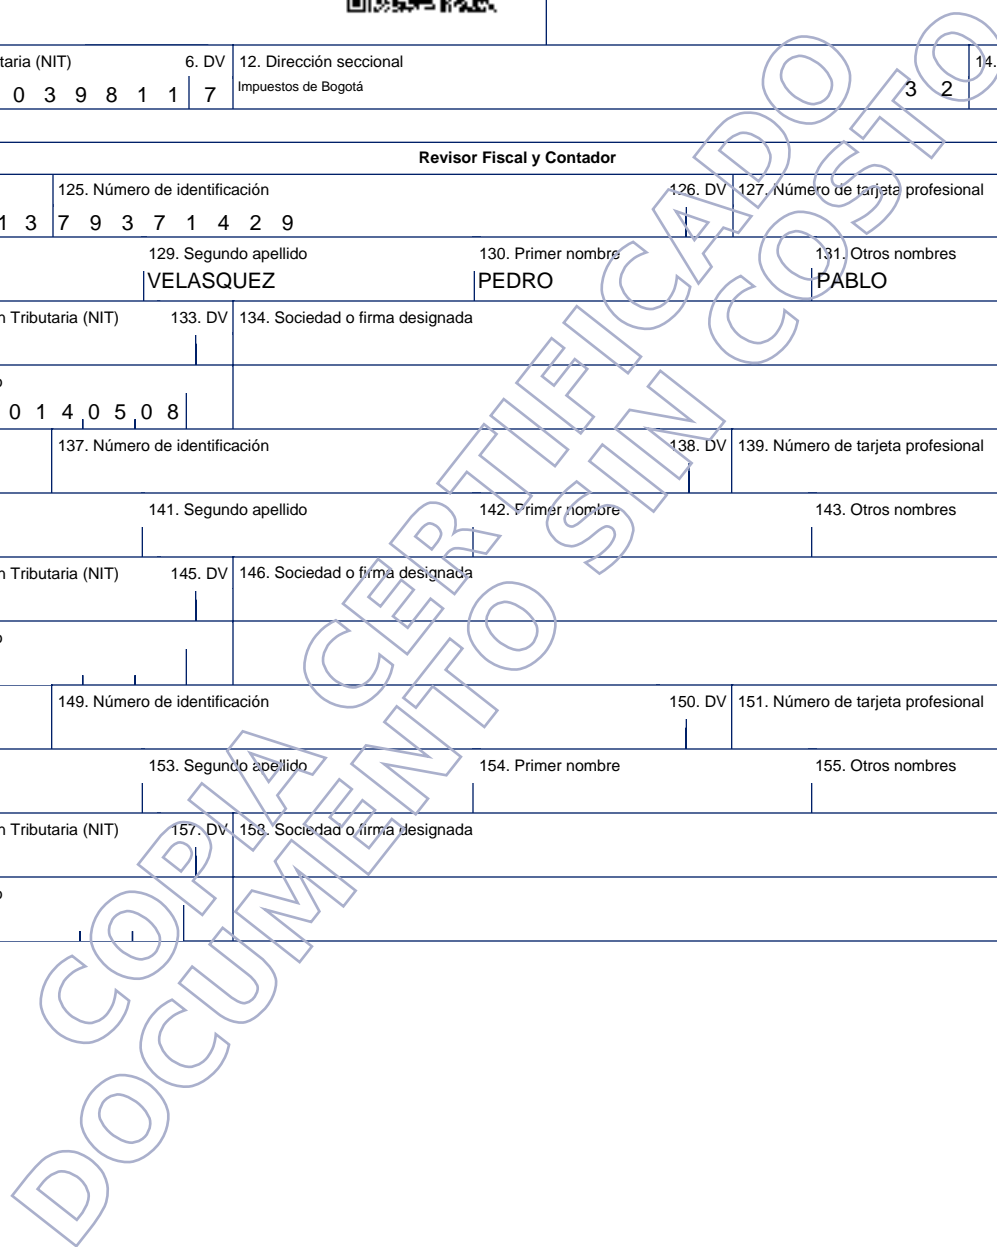 taria (NIT) 6. DV 12. Dirección seccional 14.
0 3 9 8 1 1 7 Impuestos de Bogotá 3 2
Revisor Fiscal y Contador
125. Número de identificación 126. DV 127. Número de tarjeta profesional
1 3 7 9 3 7 1 4 2 9
129. Segundo apellido 130. Primer nombre 131. Otros nombres
VELASQUEZ PEDRO PABLO
n Tributaria (NIT) 133. DV 134. Sociedad o firma designada
o
0 1 4 0 5 0 8
137. Número de identificación 138. DV 139. Número de tarjeta profesional
141. Segundo apellido 142. Primer nombre 143. Otros nombres
n Tributaria (NIT) 145. DV 146. Sociedad o firma designada
o
149. Número de identificación 150. DV 151. Número de tarjeta profesional
153. Segundo apellido 154. Primer nombre 155. Otros nombres
n Tributaria (NIT) 157. DV 158. Sociedad o firma designada
o
COPIA CERTIFICADO
DOCUMENTO SIN COSTO